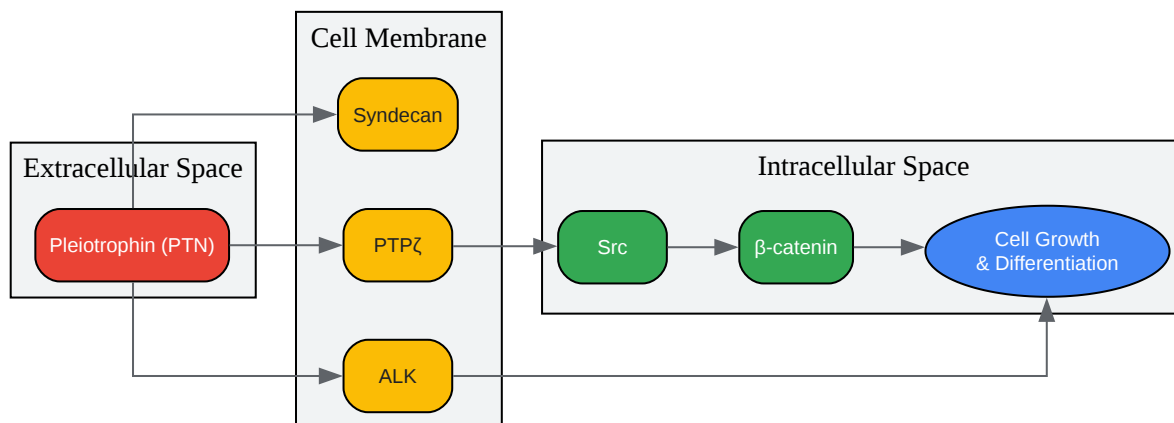 Cell Membrane
Syndecan
Extracellular Space
Pleiotrophin (PTN)
PTPζ
ALK
Intracellular Space
Src
β-catenin
Cell Growth
& Differentiation